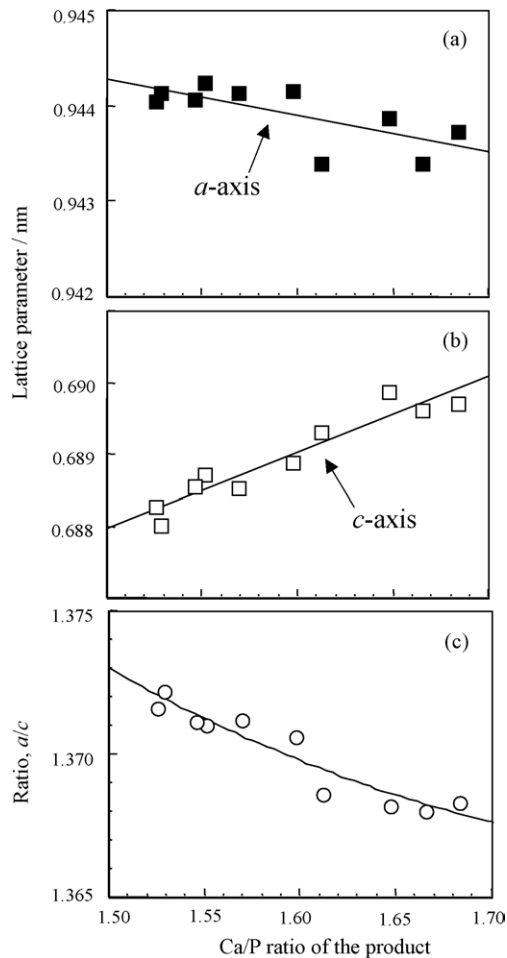 0.945
(a)
0.944
a-axis
0.943
0.942
Lattice parameter / nm
(b)
0.690
0.689
c-axis
0.688
1.375
(c)
Ratio, a/c
1.370
1.365
1.50 1.55 1.60 1.65 1.70
Ca/P ratio of the product